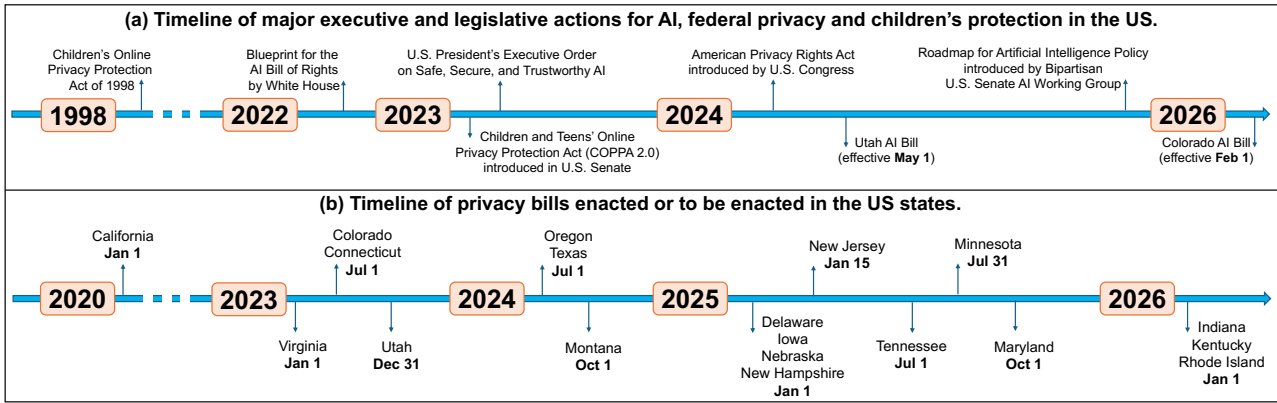 (a) Timeline of major executive and legislative actions for AI, federal privacy and children's protection in the US.
Children's Online
Privacy Protection
Act of 1998
Blueprint for the
AI Bill of Rights
by White House
U.S. President's Executive Order
on Safe, Secure, and Trustworthy AI
American Privacy Rights Act
introduced by U.S. Congress
Roadmap for Artificial Intelligence Policy
introduced by Bipartisan
U.S. Senate AI Working Group
1998
2022
2023
2024
2026
Children and Teens' Online
Privacy Protection Act (COPPA 2.0)
introduced in U.S. Senate
Utah AI Bill
(effective May 1)
Colorado AI Bill
(effective Feb 1)
(b) Timeline of privacy bills enacted or to be enacted in the US states.
California
Jan 1
Colorado
Connecticut
Jul 1
Oregon
Texas
Jul 1
New Jersey
Jan 15
Minnesota
Jul 31
2020
2023
2024
2025
2026
Virginia
Jan 1
Utah
Dec 31
Montana
Oct 1
Delaware
Iowa
Nebraska
New Hampshire
Jan 1
Tennessee
Jul 1
Maryland
Oct 1
Indiana
Kentucky
Rhode Island
Jan 1